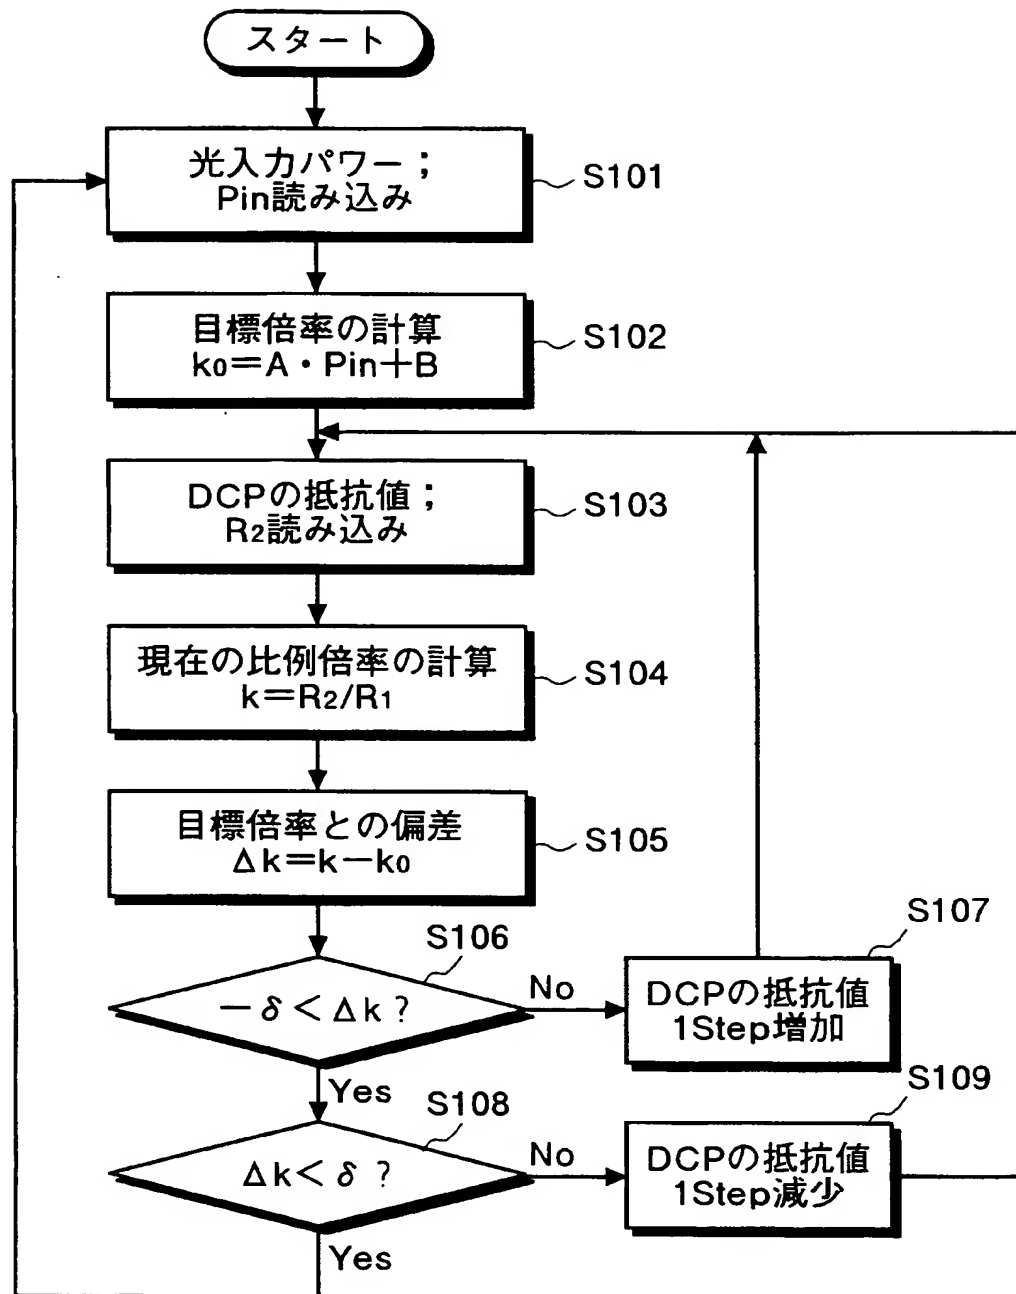 スタート
光入力パワー；
Pin読み込み
S101
目標倍率の計算
k0＝A・Pin＋B
S102
DCPの抵抗値；
R2読み込み
S103
現在の比例倍率の計算
k＝R2/R1
S104
目標倍率との偏差
Δk＝k－k0
S105
S106
－δ＜Δk？
No
Yes
S107
DCPの抵抗値
1Step増加
S108
Δk＜δ？
No
Yes
S109
DCPの抵抗値
1Step減少